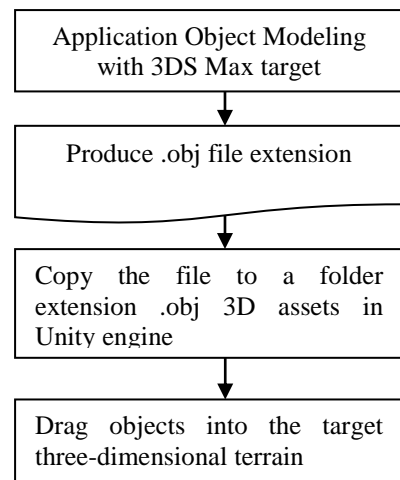 Application Object Modeling
with 3DS Max target
Produce .obj file extension
Copy the file to a folder
extension .obj 3D assets in
Unity engine
Drag objects into the target
three-dimensional terrain